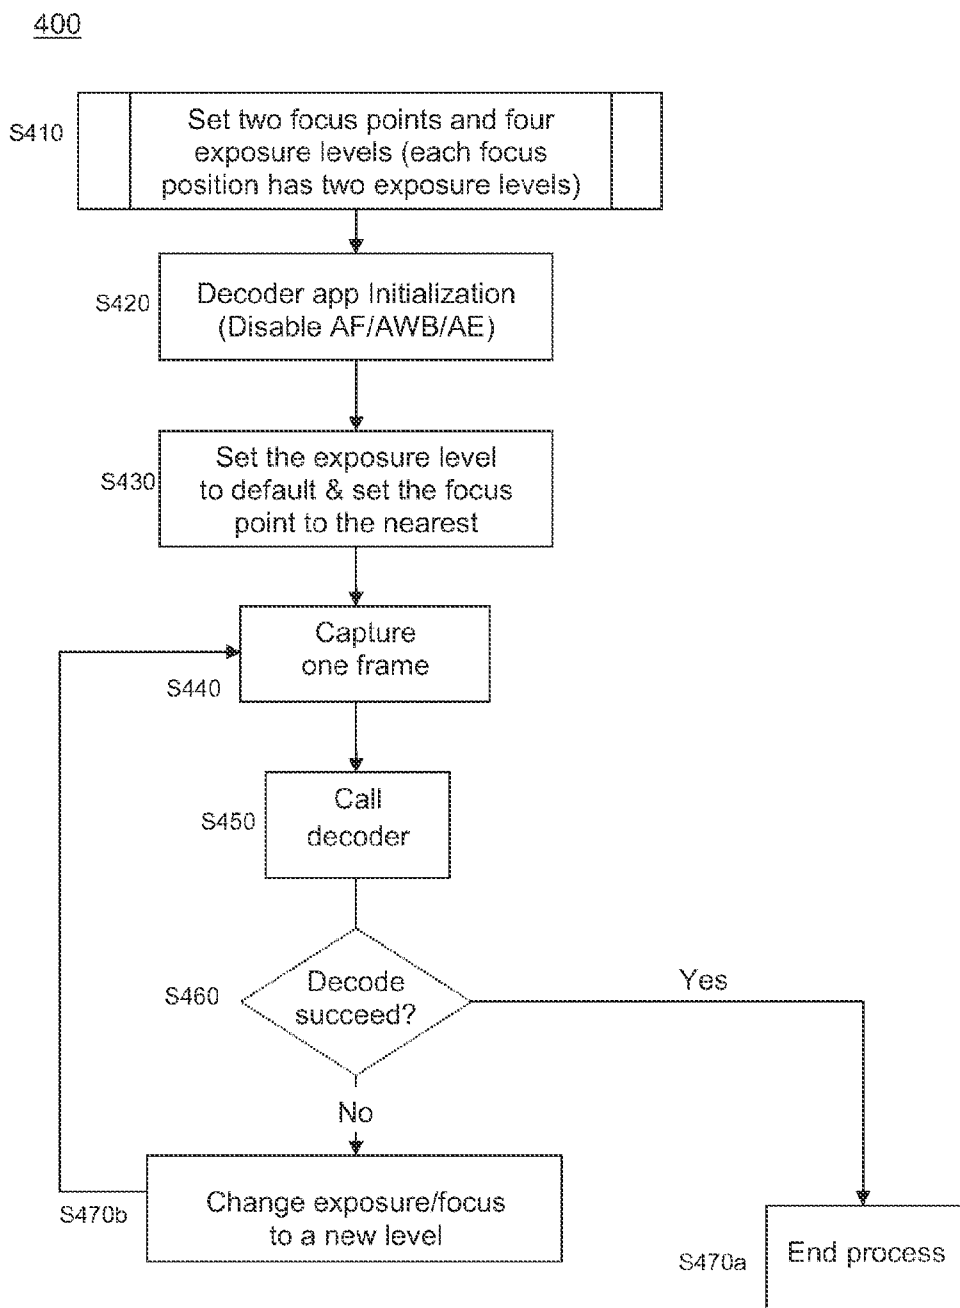 400
S410
Set two focus points and four
exposure levels (each focus
position has two exposure levels)
S420
Decoder app Initialization
(Disable AF/AWB/AE)
S430
Set the exposure level
to default & set the focus
point to the nearest
Capture
one frame
S440
Call
decoder
S450
S460
Decode
succeed?
Yes
No
S470b
Change exposure/focus
to a new level
S470a
End process